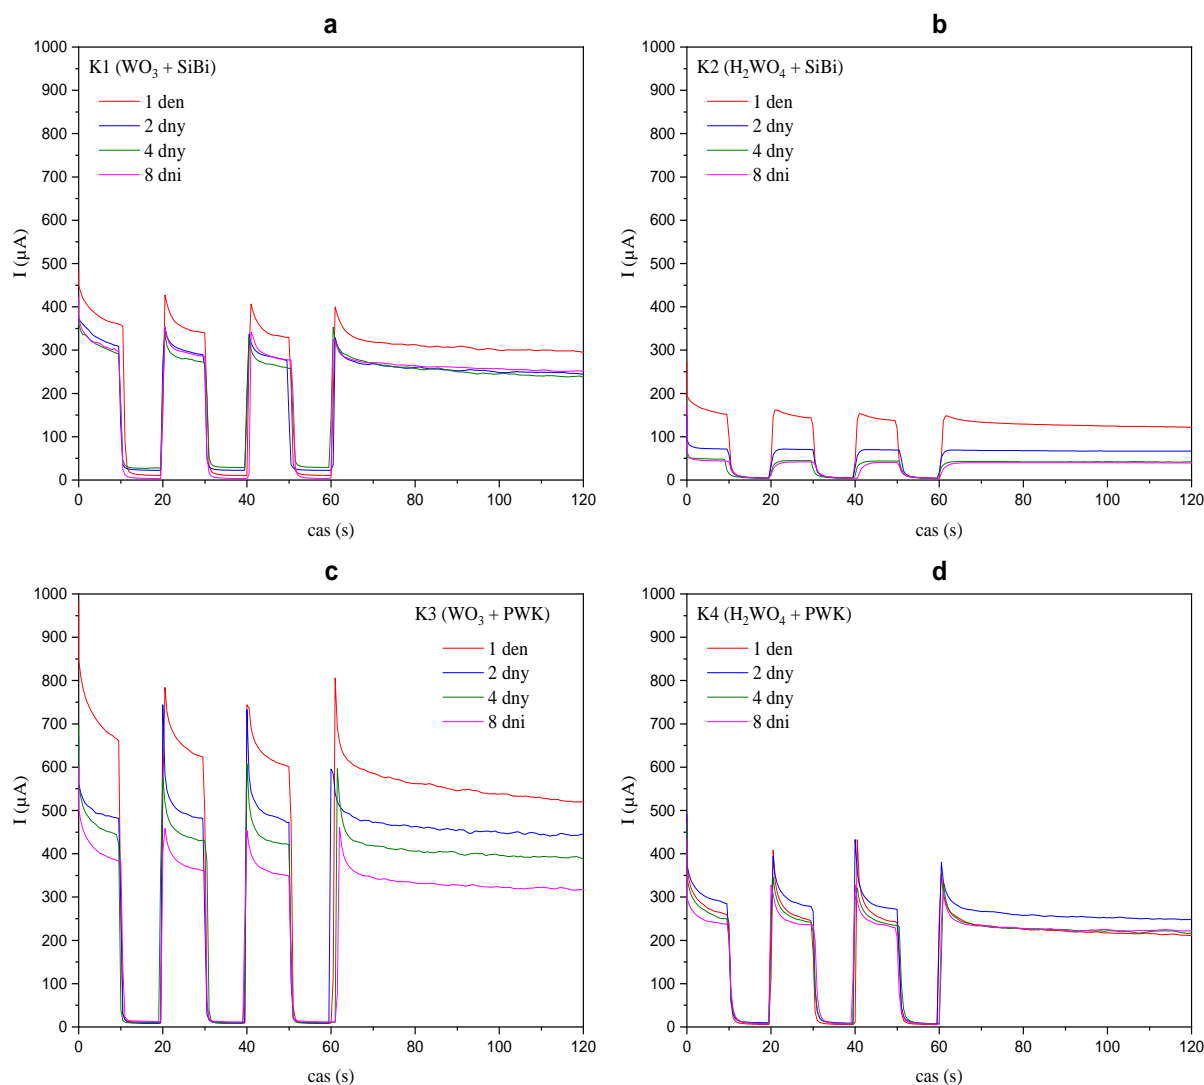 a
K1 (WO₃ + SiBi)
1 den
2 dny
4 dny
8 dni
I (µA)
1000
900
800
700
600
500
400
300
200
100
0
0 20 40 60 80 100 120
cas (s)
b
K2 (H₂WO₄ + SiBi)
1 den
2 dny
4 dny
8 dni
I (µA)
1000
900
800
700
600
500
400
300
200
100
0
0 20 40 60 80 100 120
cas (s)
c
K3 (WO₃ + PWK)
1 den
2 dny
4 dny
8 dni
I (µA)
1000
900
800
700
600
500
400
300
200
100
0
0 20 40 60 80 100 120
cas (s)
d
K4 (H₂WO₄ + PWK)
1 den
2 dny
4 dny
8 dni
I (µA)
1000
900
800
700
600
500
400
300
200
100
0
0 20 40 60 80 100 120
cas (s)